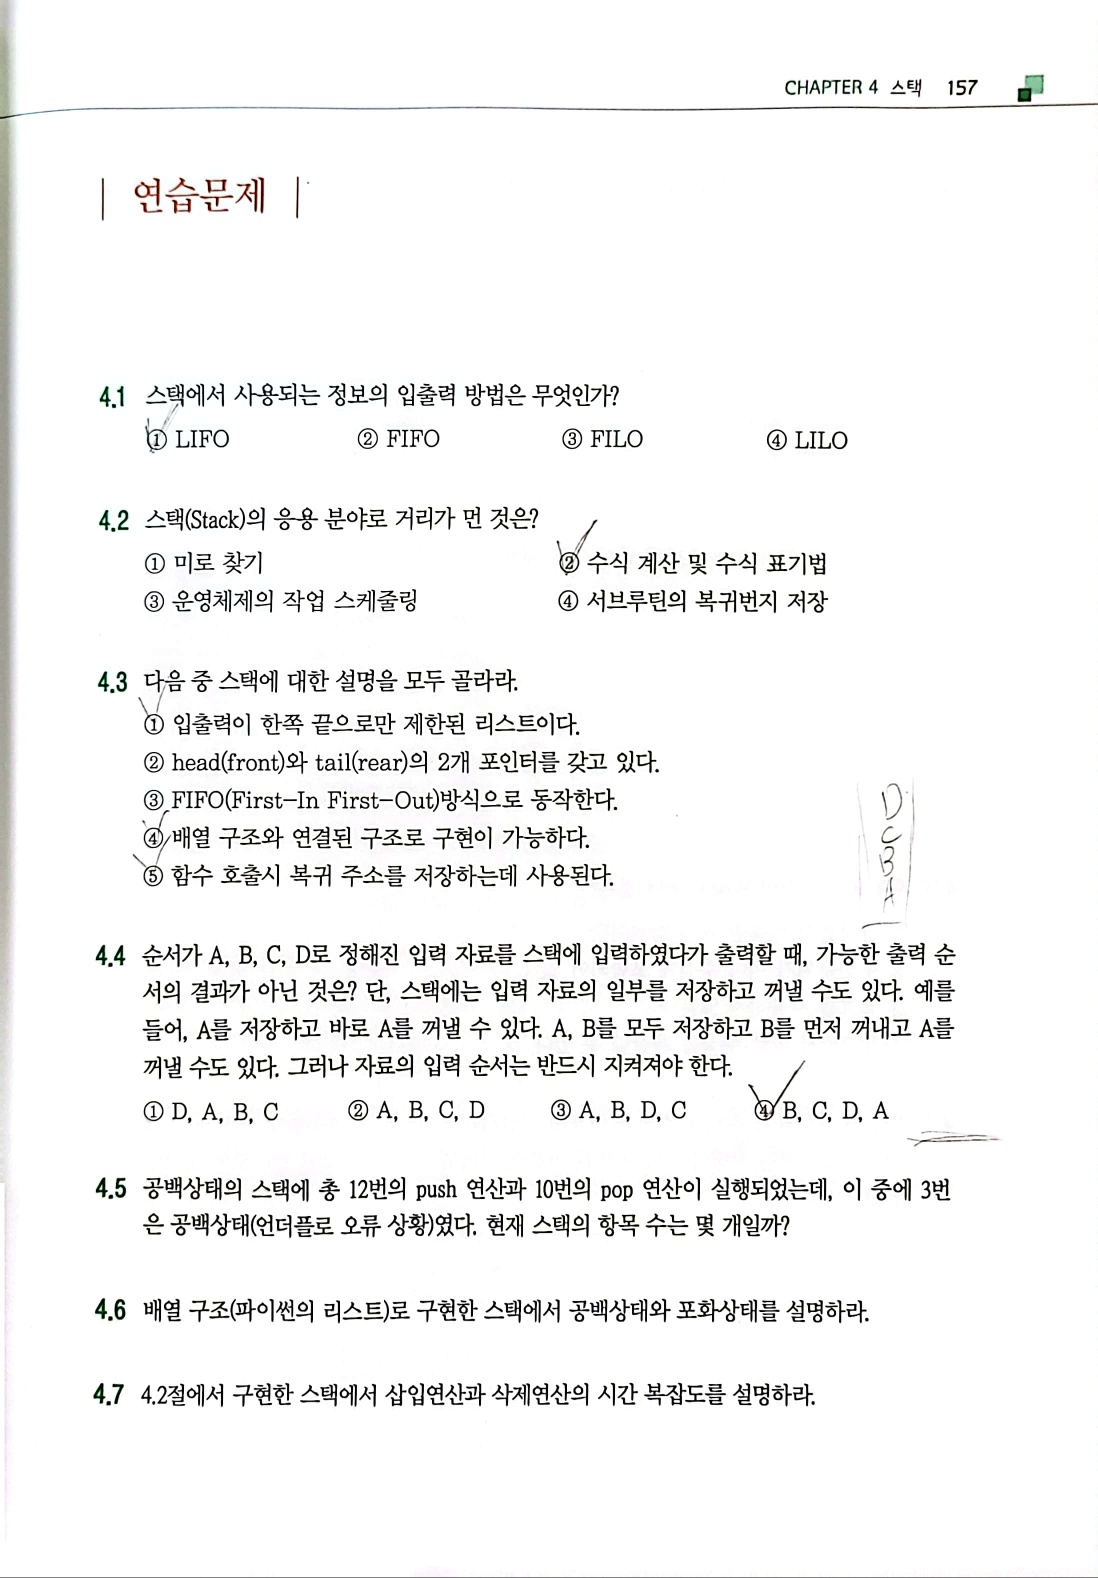 CHAPTER 4 스택 157
| 연습문제 |
4.1 스택에서 사용되는 정보의 입출력 방법은 무엇인가?
① LIFO ② FIFO ③ FILO ④ LILO
4.2 스택(Stack)의 응용 분야로 거리가 먼 것은?
① 미로 찾기 ② 수식 계산 및 수식 표기법
③ 운영체제의 작업 스케줄링 ④ 서브루틴의 복귀번지 저장
4.3 다음 중 스택에 대한 설명을 모두 골라라.
① 입출력이 한쪽 끝으로만 제한된 리스트이다.
② head(front)와 tail(rear)의 2개 포인터를 갖고 있다.
③ FIFO(First-In First-Out)방식으로 동작한다.
④ 배열 구조와 연결된 구조로 구현이 가능하다.
⑤ 함수 호출시 복귀 주소를 저장하는데 사용된다.
D
C
B
A
4.4 순서가 A, B, C, D로 정해진 입력 자료를 스택에 입력하였다가 출력할 때, 가능한 출력 순
서의 결과가 아닌 것은? 단, 스택에는 입력 자료의 일부를 저장하고 꺼낼 수도 있다. 예를
들어, A를 저장하고 바로 A를 꺼낼 수 있다. A, B를 모두 저장하고 B를 먼저 꺼내고 A를
꺼낼 수도 있다. 그러나 자료의 입력 순서는 반드시 지켜져야 한다.
① D, A, B, C ② A, B, C, D ③ A, B, D, C ④ B, C, D, A
4.5 공백상태의 스택에 총 12번의 push 연산과 10번의 pop 연산이 실행되었는데, 이 중에 3번
은 공백상태(언더플로 오류 상황)였다. 현재 스택의 항목 수는 몇 개일까?
4.6 배열 구조(파이썬의 리스트)로 구현한 스택에서 공백상태와 포화상태를 설명하라.
4.7 4.2절에서 구현한 스택에서 삽입연산과 삭제연산의 시간 복잡도를 설명하라.